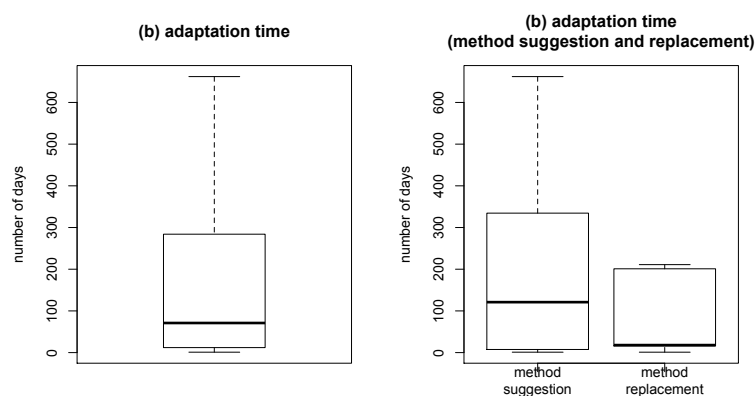 (b) adaptation time
number of days
0
100
200
300
400
500
600
(b) adaptation time
(method suggestion and replacement)
number of days
0
100
200
300
400
500
600
method
suggestion
method
replacement